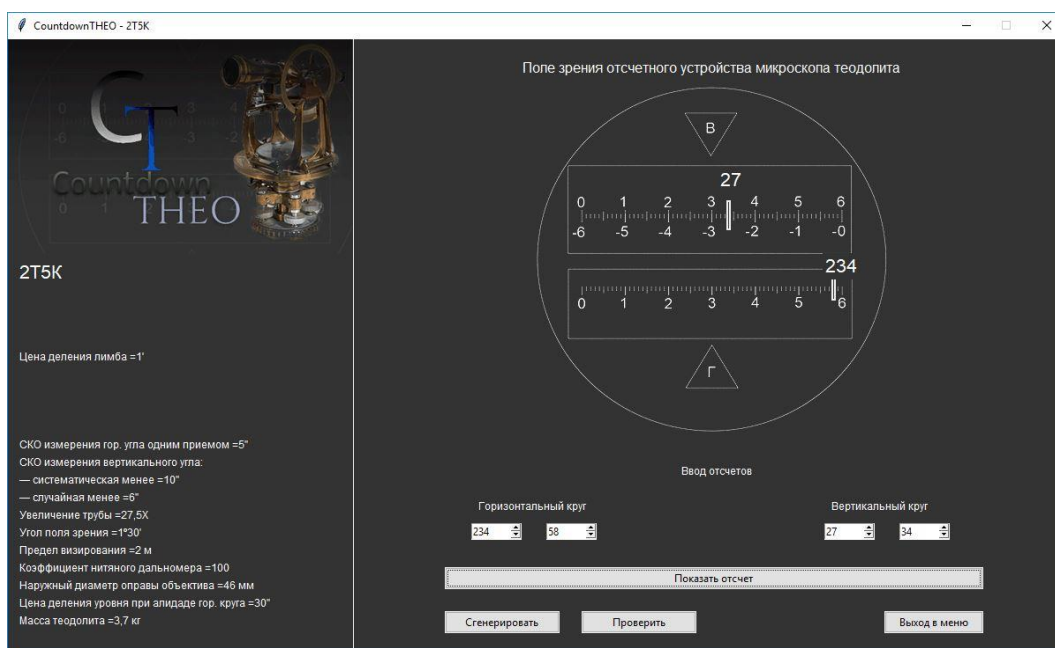 CountdownTHEO - 2T5K
CT
Countdown
THEO
2Т5К
Цена деления лимба =1'
СКО измерения гор. угла одним приемом =5"
СКО измерения вертикального угла:
— систематическая менее =10"
— случайная менее =6"
Увеличение трубы =27,5X
Угол поля зрения =1°30'
Предел визирования =2 м
Коэффициент нитяного дальномера =100
Наружный диаметр оправы объектива =46 мм
Цена деления уровня при алидаде гор. круга =30"
Масса теодолита =3,7 кг
Поле зрения отсчетного устройства микроскопа теодолита
В
27
0 1 2 3 4 5 6
-6 -5 -4 -3 -2 -1 -0
234
0 1 2 3 4 5 6
Г
Ввод отсчетов
Горизонтальный круг Вертикальный круг
234 58 27 34
Показать отсчет
Сгенерировать Проверить Выход в меню